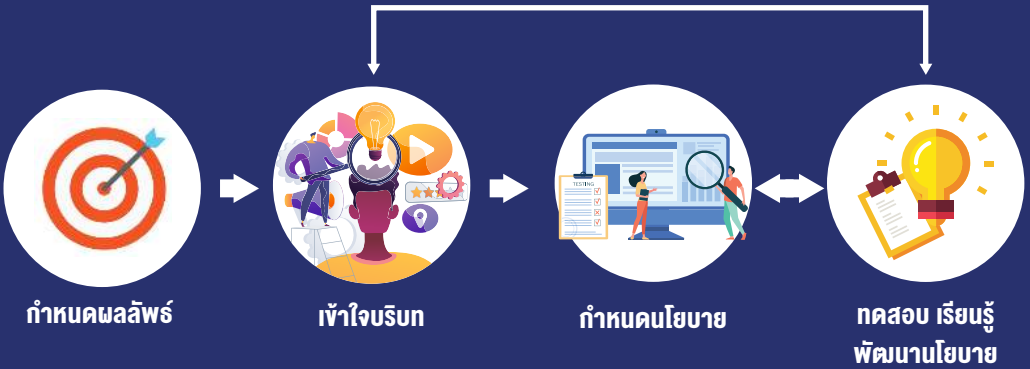 TESTING
กำหนดผลลัพธ์
เข้าใจบริบท
กำหนดนโยบาย
ทดสอบ เรียนรู้
พัฒนานโยบาย